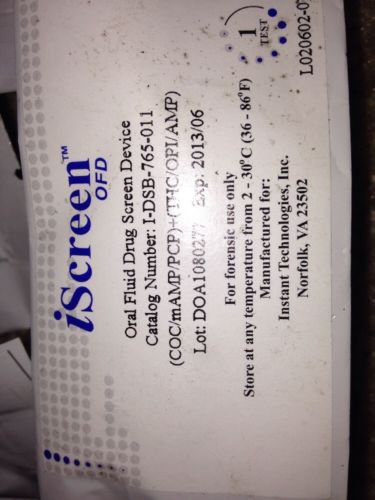 iScreen™
OFD
Oral Fluid Drug Screen Device
Catalog Number: I-DSB-765-011
(COC/mAMP/PCP)+(THC/OPI/AMP)
Lot: DOA1080277 Exp: 2013/06
For forensic use only
Store at any temperature from 2 - 30°C (36 - 86°F)
Manufactured for:
Instant Technologies, Inc.
Norfolk, VA 23502
1
TEST